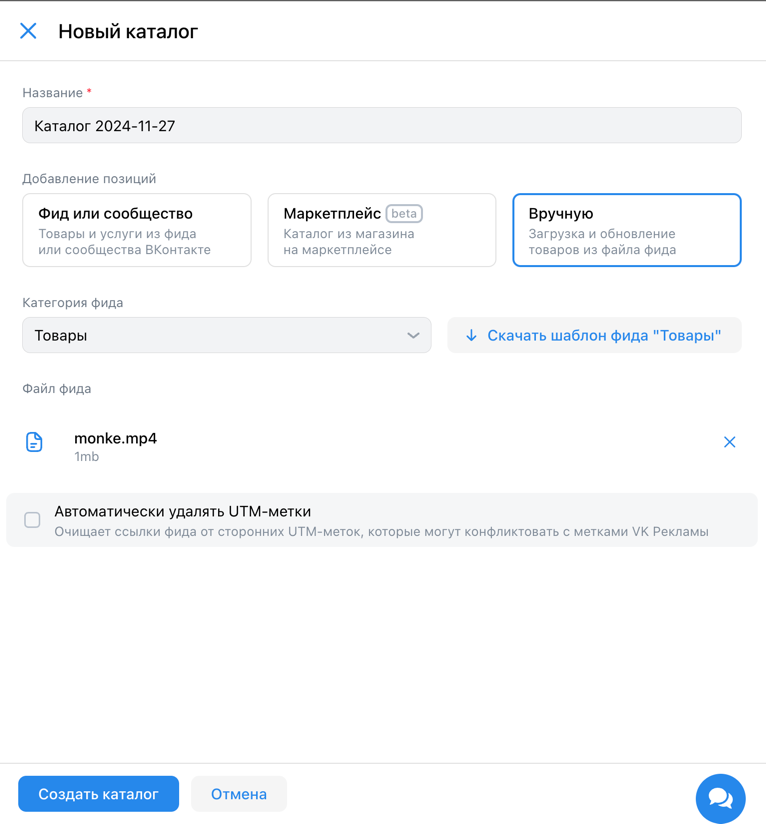 Новый каталог
Название *
Каталог 2024-11-27
Добавление позиций
Фид или сообщество
Товары и услуги из фида
или сообщества ВКонтакте
Маркетплейс beta
Каталог из магазина
на маркетплейсе
Вручную
Загрузка и обновление
товаров из файла фида
Категория фида
Товары
Скачать шаблон фида "Товары"
Файл фида
monke.mp4
1mb
Автоматически удалять UTM-метки
Очищает ссылки фида от сторонних UTM-меток, которые могут конфликтовать с метками VK Рекламы
Создать каталог
Отмена